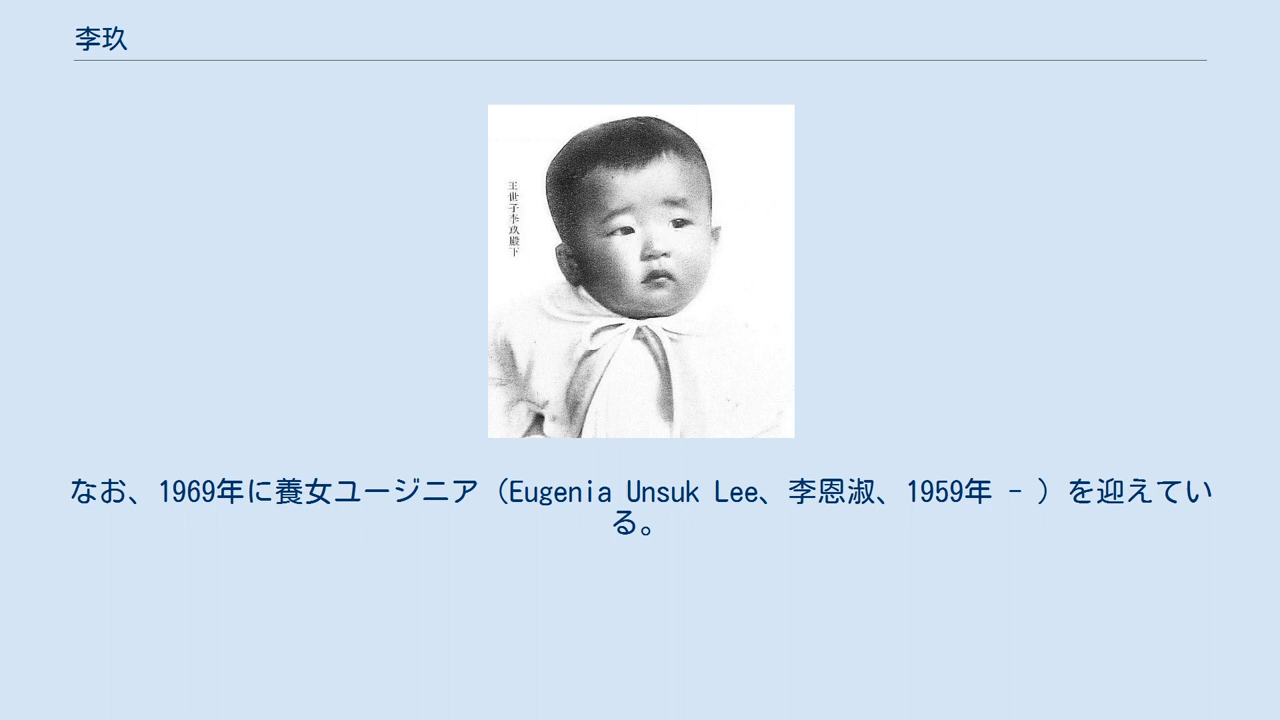 李玖
王世子李玖殿下
なお、1969年に養女ユージニア（Eugenia Unsuk Lee、李恩淑、1959年 - ）を迎えてい
る。